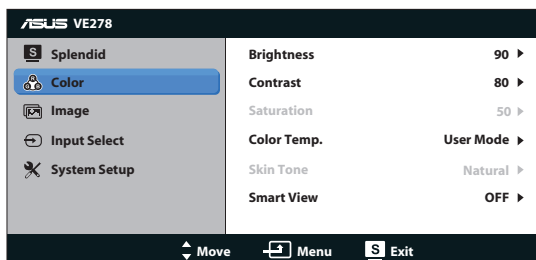 ASUS VE278
S Splendid
Color
Image
Input Select
System Setup
Brightness 90
Contrast 80
Saturation 50
Color Temp. User Mode
Skin Tone Natural
Smart View OFF
Move Menu S Exit